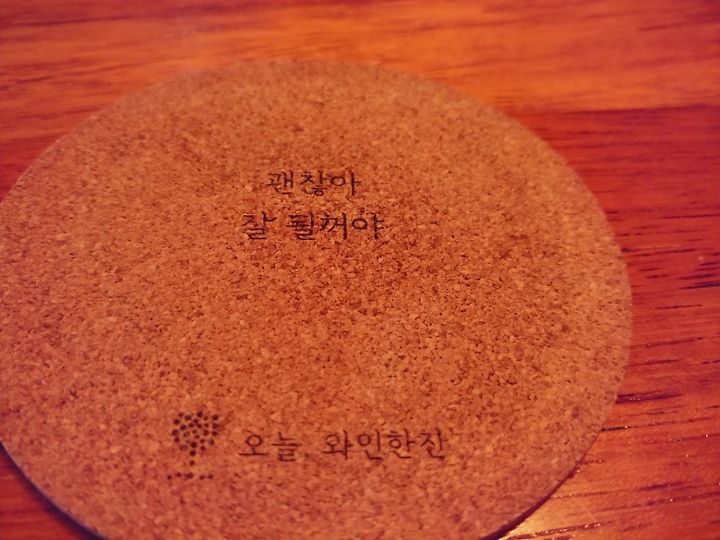 괜찮아
잘 될꺼야
오늘, 와인한잔